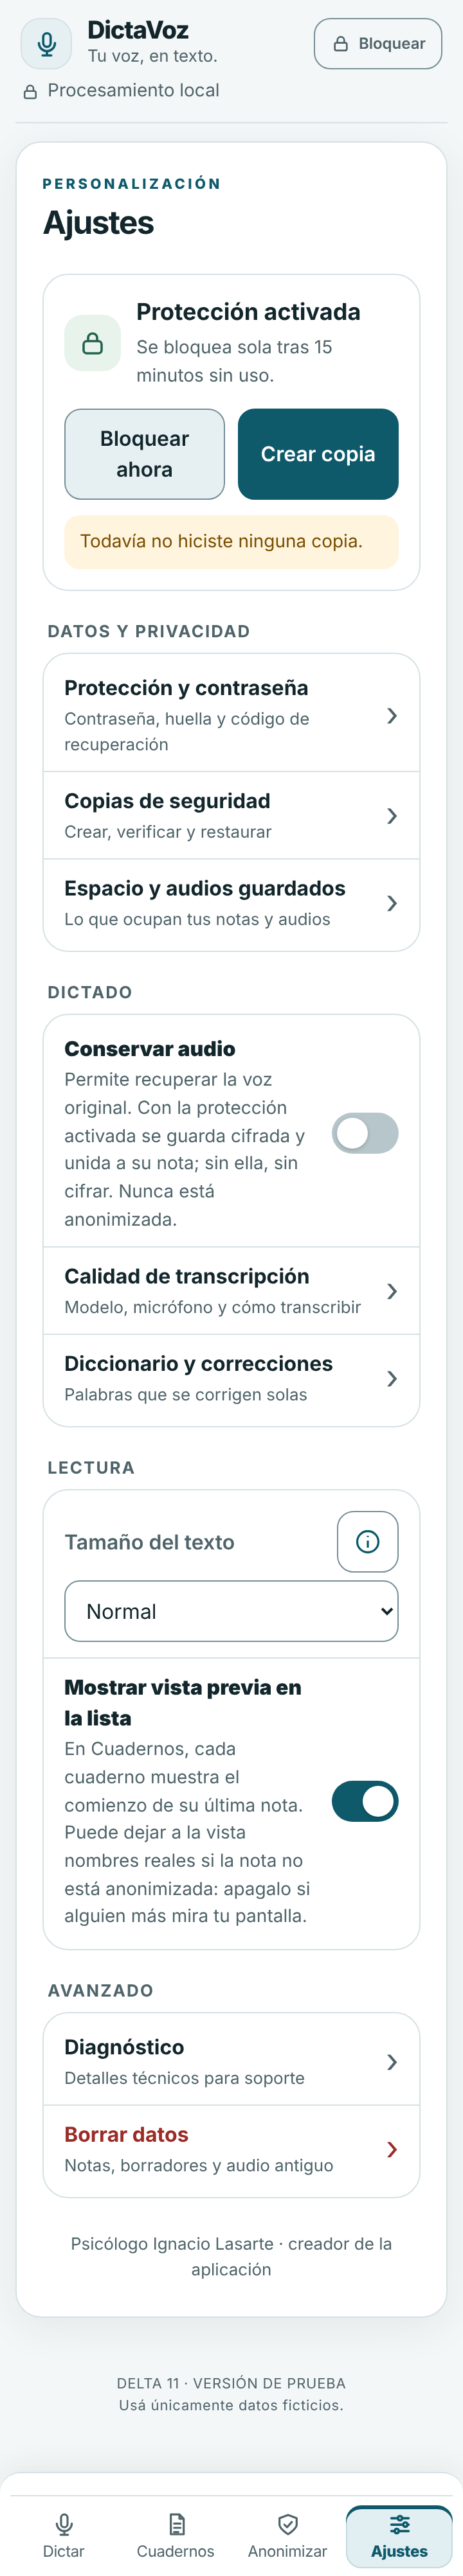 DictaVoz
Tu voz, en texto.
Bloquear
Procesamiento local
PERSONALIZACIÓN
Ajustes
Protección activada
Se bloquea sola tras 15
minutos sin uso.
Bloquear
ahora
Crear copia
Todavía no hiciste ninguna copia.
DATOS Y PRIVACIDAD
Protección y contraseña
Contraseña, huella y código de
recuperación
Copias de seguridad
Crear, verificar y restaurar
Espacio y audios guardados
Lo que ocupan tus notas y audios
DICTADO
Conservar audio
Permite recuperar la voz
original. Con la protección
activada se guarda cifrada y
unida a su nota; sin ella, sin
cifrar. Nunca está
anonimizada.
Calidad de transcripción
Modelo, micrófono y cómo transcribir
Diccionario y correcciones
Palabras que se corrigen solas
LECTURA
Tamaño del texto
Normal
Mostrar vista previa en
la lista
En Cuadernos, cada
cuaderno muestra el
comienzo de su última nota.
Puede dejar a la vista
nombres reales si la nota no
está anonimizada: apagalo si
alguien más mira tu pantalla.
AVANZADO
Diagnóstico
Detalles técnicos para soporte
Borrar datos
Notas, borradores y audio antiguo
Psicólogo Ignacio Lasarte · creador de la
aplicación
DELTA 11 · VERSIÓN DE PRUEBA
Usá únicamente datos ficticios.
Dictar
Cuadernos
Anonimizar
Ajustes